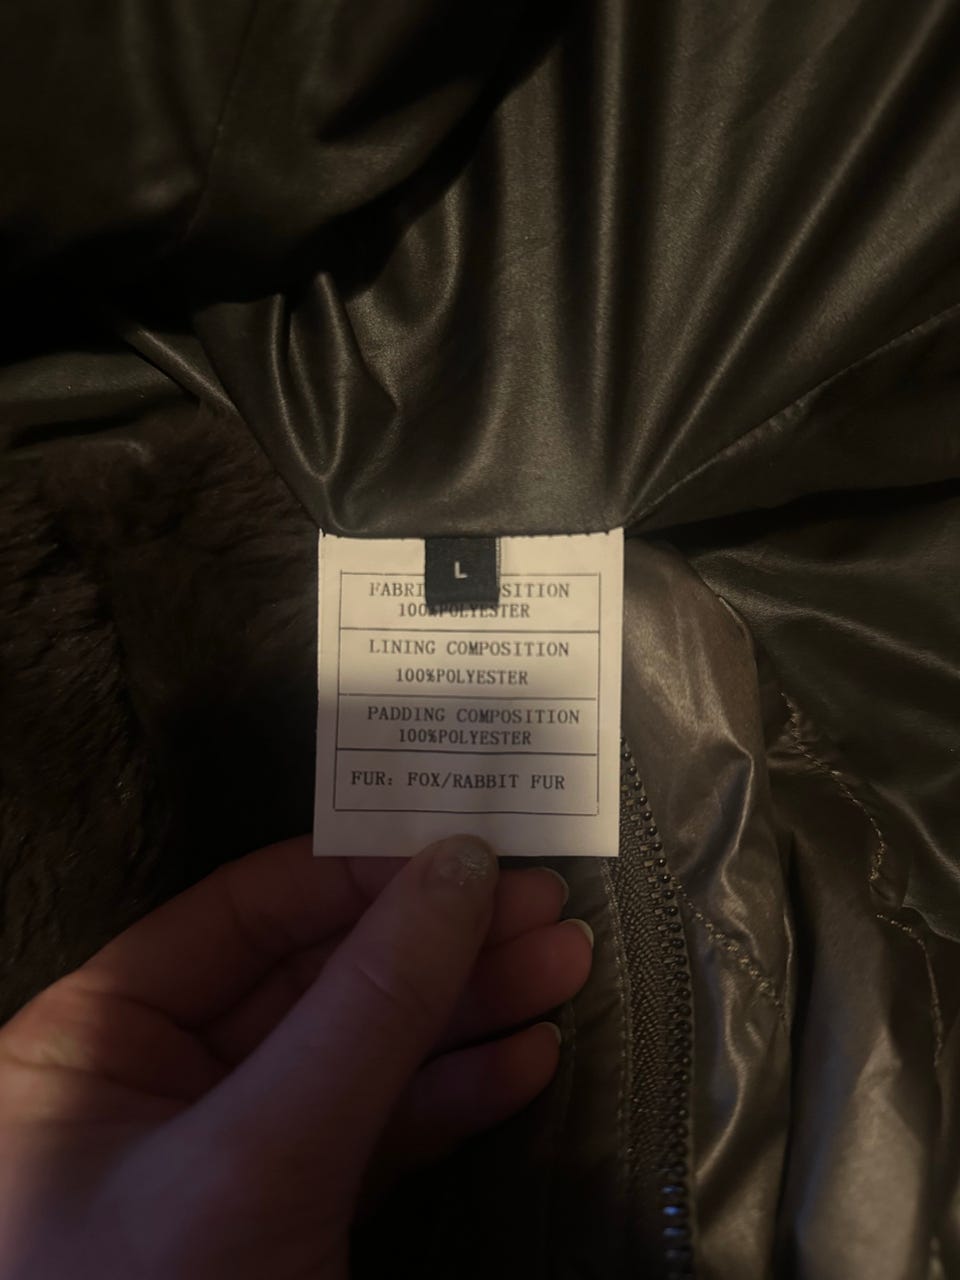 L
FABRI SITION
100%POLYESTER
LINING COMPOSITION
100%POLYESTER
PADDING COMPOSITION
100%POLYESTER
FUR: FOX/RABBIT FUR